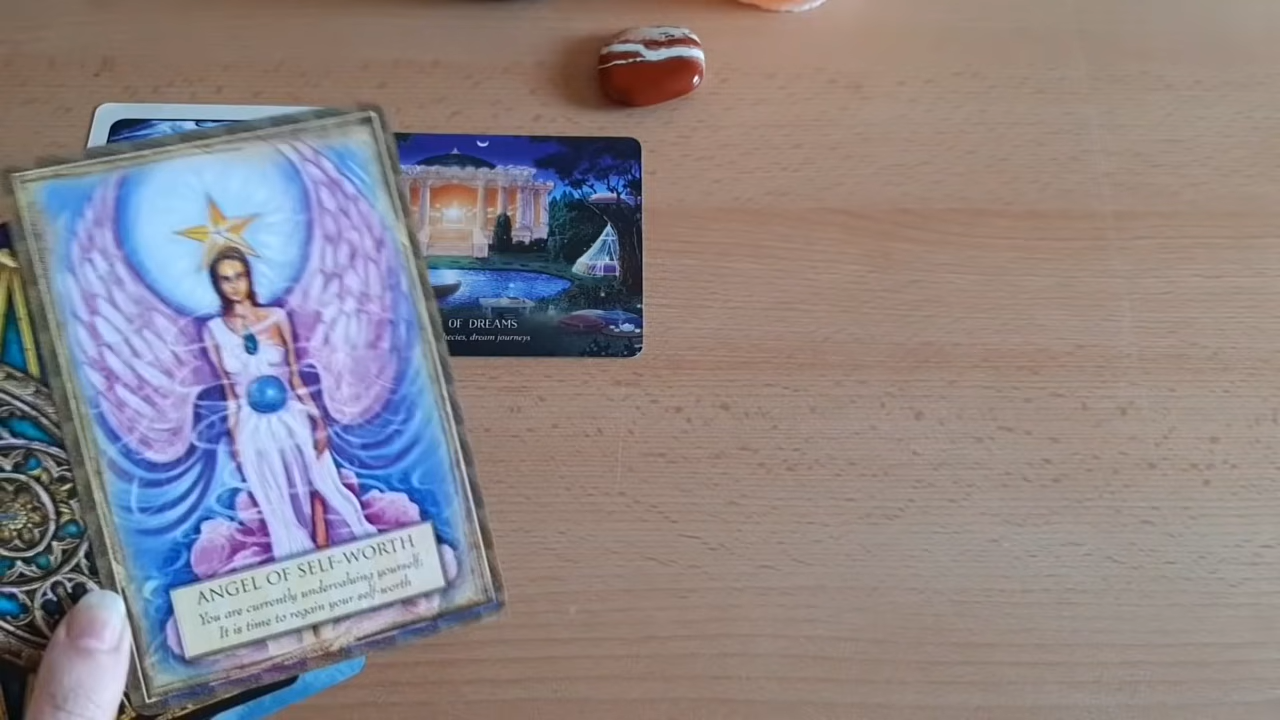 OF DREAMS
dream journeys
ANGEL OF SELF-WORTH
You are currently undervaluing yourself;
It is time to regain your self-worth